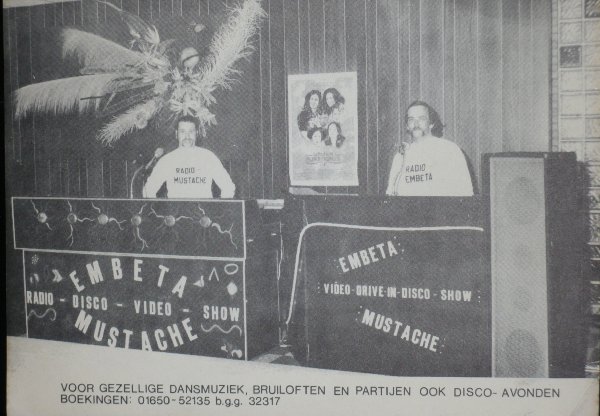 RADIO
MUSTACHE
RADIO
EMBETA
EMBETA
RADIO - DISCO - VIDEO - SHOW
MUSTACHE
EMBETA
VIDEO-DRIVE-IN-DISCO-SHOW
MUSTACHE
VOOR GEZELLIGE DANSMUZIEK, BRUILOFTEN EN PARTIJEN OOK DISCO-AVONDEN
BOEKINGEN: 01650-52135 b.g.g. 32317